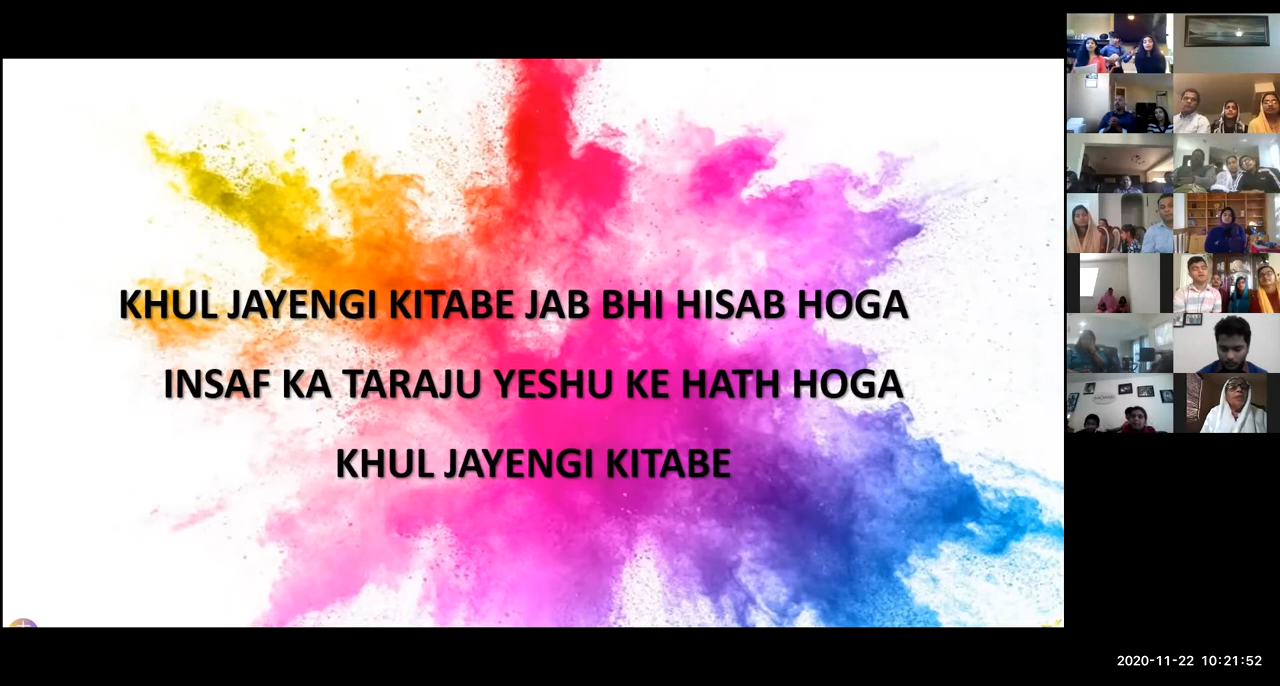 KHUL JAYENGI KITABE JAB BHI HISAB HOGA
INSAF KA TARAJU YESHU KE HATH HOGA
KHUL JAYENGI KITABE
2020-11-22 10:21:52